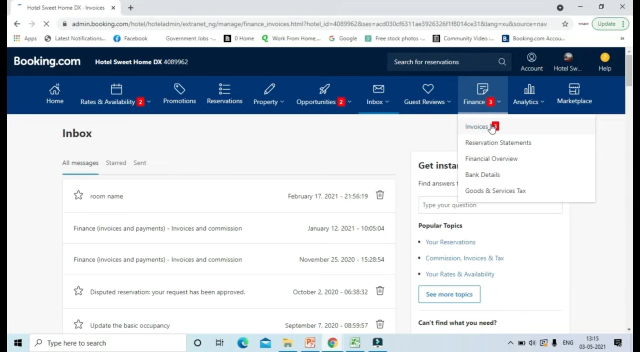 Hotel Sweet Home DX - Invoices
admin.booking.com/hotel/hoteladmin/extranet_ng/manage/finance_invoices.html?hotel_id=4089962&
source=nav
Update
Apps Latest Notifications... Facebook Government Jobs -... D Home Work From Home,... Google Free stock photos -... Community Video -... Booking.com Accou...
Booking.com Hotel Sweet Home DX 4089962 Search for reservations Account Hotel Sw... Help
Home Rates & Availability 2 Promotions Reservations Property Opportunities 2 Inbox Guest Reviews Finance 3 Analytics Marketplace
Invoices
Reservation Statements
Financial Overview
Bank Details
Goods & Services Tax
Inbox
All messages Starred Sent
room name February 17, 2021 - 21:56:19
Finance (invoices and payments) - Invoices and commission January 12, 2021 - 10:05:04
Finance (invoices and payments) - Invoices and commission November 25, 2020 - 13:28:54
Disputed reservation: your request has been approved. October 2, 2020 - 06:38:32
Update the basic occupancy September 7, 2020 - 08:59:57
Get insta
Find answers
Type your question
Popular Topics
Your Reservations
Commission, Invoices & Tax
Your Rates & Availability
See more topics
Can't find what you need?
Type here to search
ENG
13:15
03-05-2021